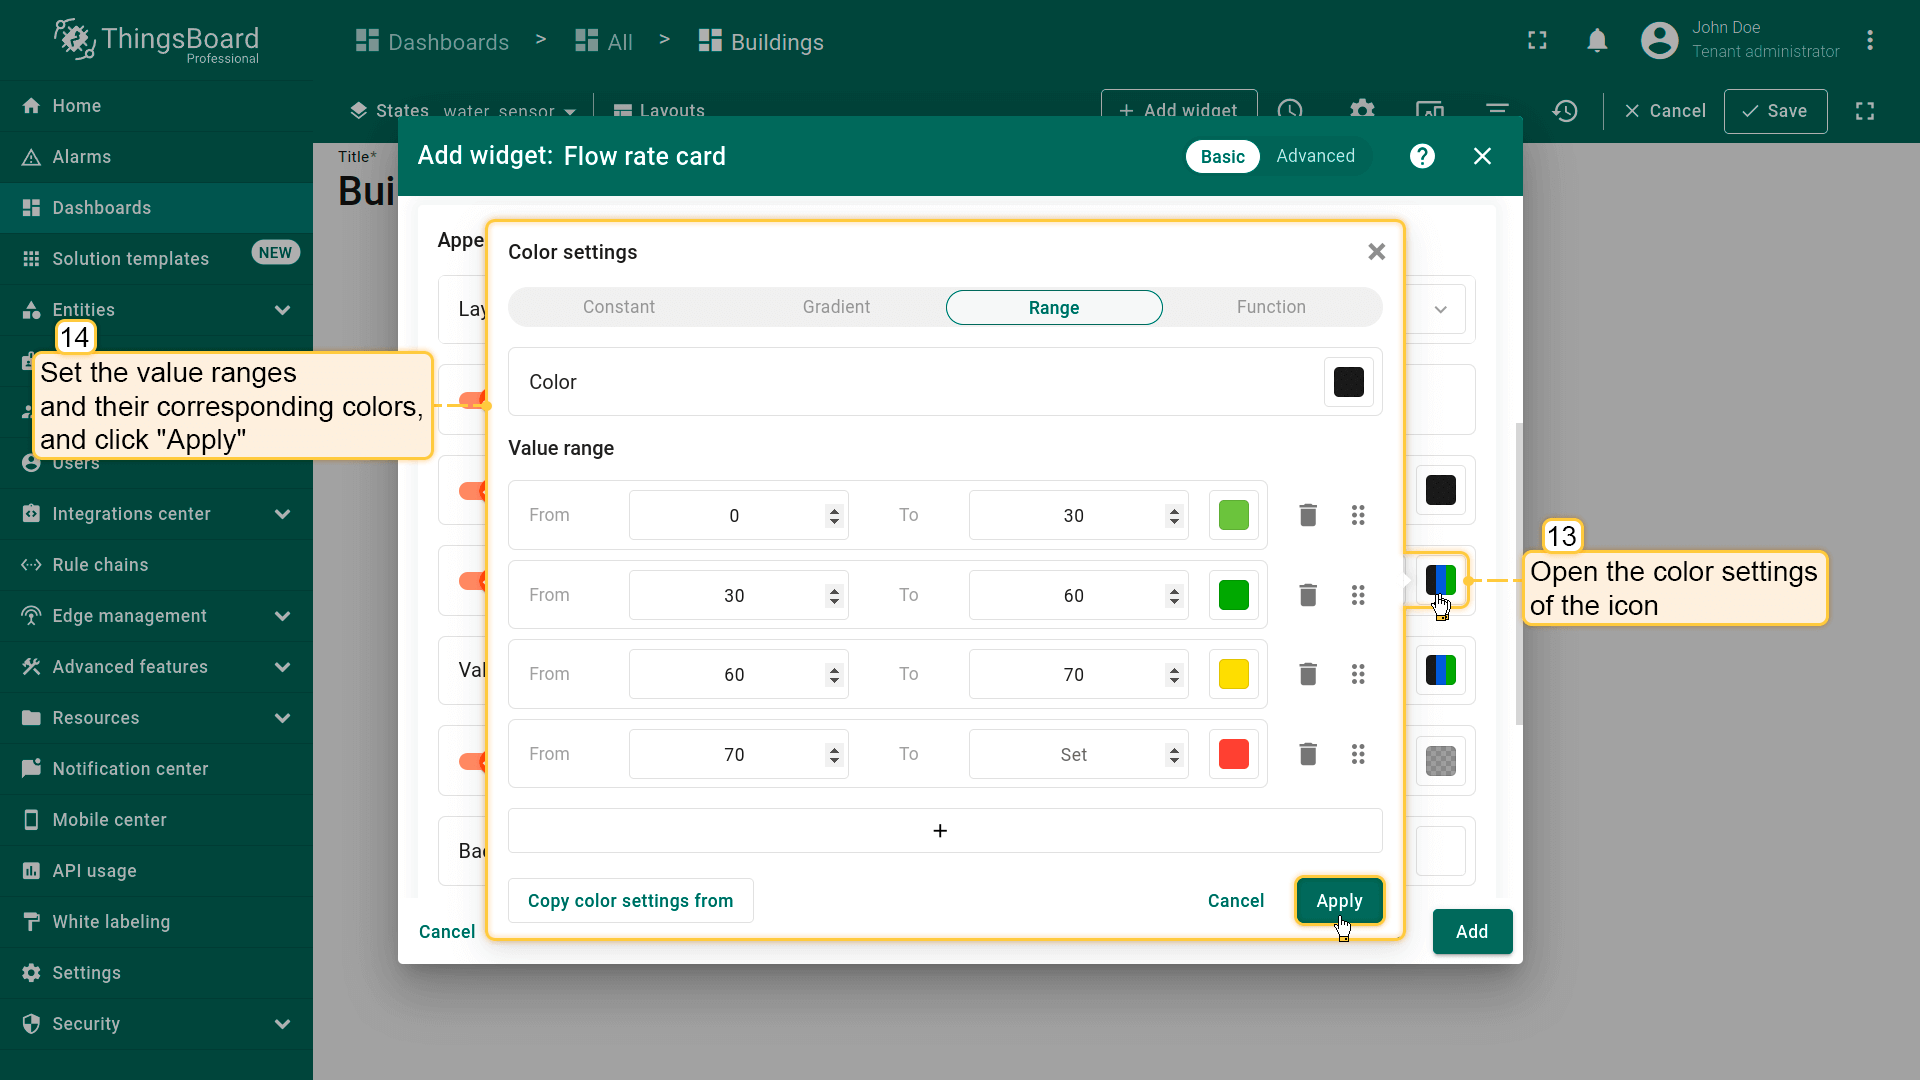 ThingsBoard
Professional
Dashboards > All > Buildings
John Doe
Tenant administrator
Home
Alarms
Dashboards
Solution templates NEW
Entities
Users
Integrations center
Rule chains
Edge management
Advanced features
Resources
Notification center
Mobile center
API usage
White labeling
Settings
Security
States water_sensor Layouts + Add widget Cancel Save
Title*
Bui
Add widget: Flow rate card Basic Advanced ?
Appe
Lay
Val
Bac
Color settings
Constant Gradient Range Function
Color
Value range
From 0 To 30
From 30 To 60
From 60 To 70
From 70 To Set
+
Copy color settings from Cancel Apply
Cancel Add
14
Set the value ranges
and their corresponding colors,
and click "Apply"
13
Open the color settings
of the icon